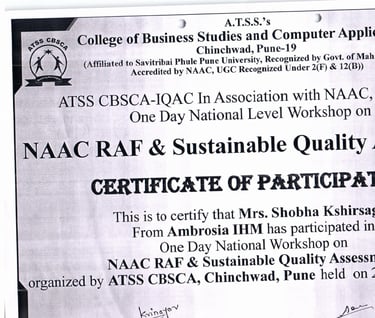 A.T.S.S.'s
College of Business Studies and Computer Applic
Chinchwad, Pune-19
(Affiliated to Savitribai Phule Pune University, Recognized by Govt. of Mah
Accredited by NAAC, UGC Recognized Under 2(F) & 12(B))
ATSS CBSCA
ATSS CBSCA-IQAC In Association with NAAC,
One Day National Level Workshop on
NAAC RAF & Sustainable Quality
CERTIFICATE OF PARTICIPAT
This is to certify that Mrs. Shobha Kshirsag
From Ambrosia IHM has participated in
One Day National Workshop on
NAAC RAF & Sustainable Quality Assessm
organized by ATSS CBSCA, Chinchwad, Pune held on 2